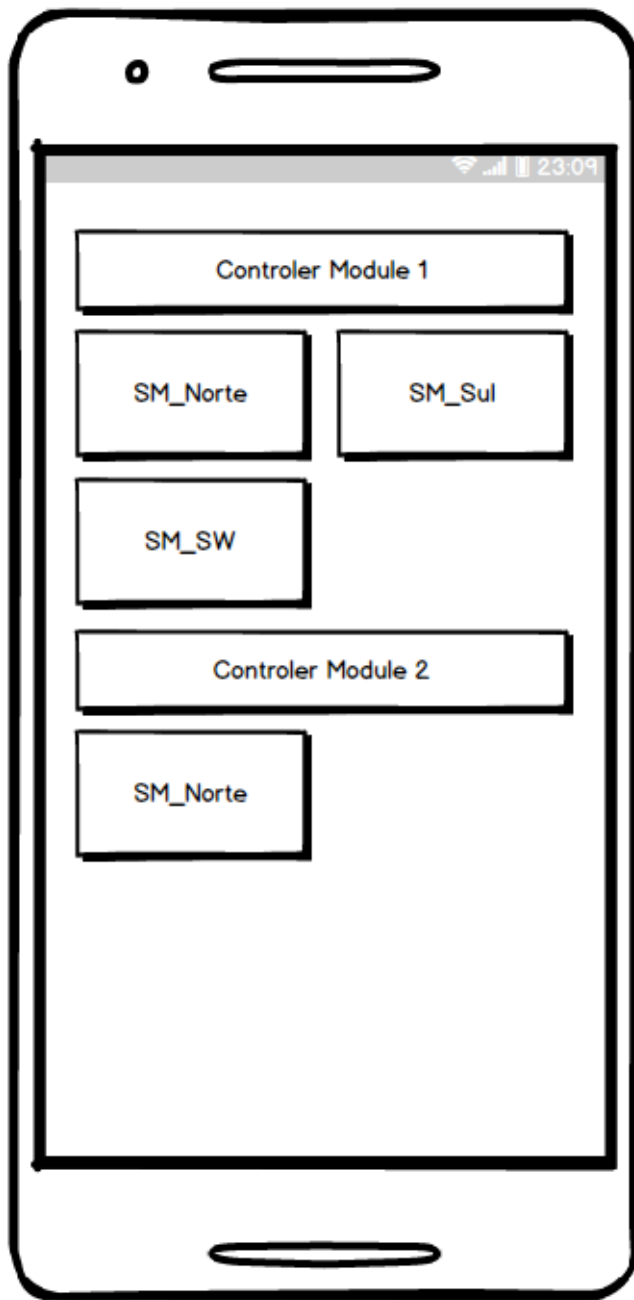 23:09
Controler Module 1
SM_Norte SM_Sul
SM_SW
Controler Module 2
SM_Norte